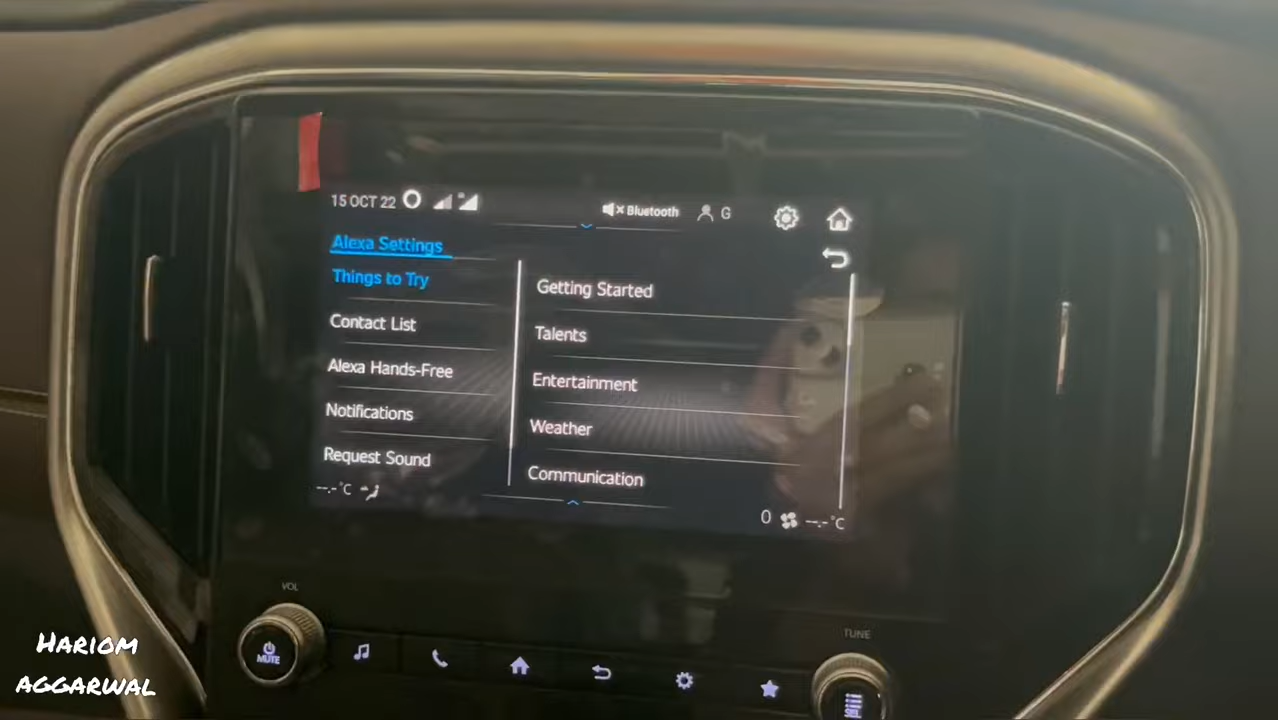 15 OCT 22
Bluetooth
G
Alexa Settings
Things to Try
Contact List
Alexa Hands-Free
Notifications
Request Sound
Getting Started
Talents
Entertainment
Weather
Communication
--.-°C
0
--.-°C
VOL
MUTE
TUNE
SEL
HARIOM
AGGARWAL